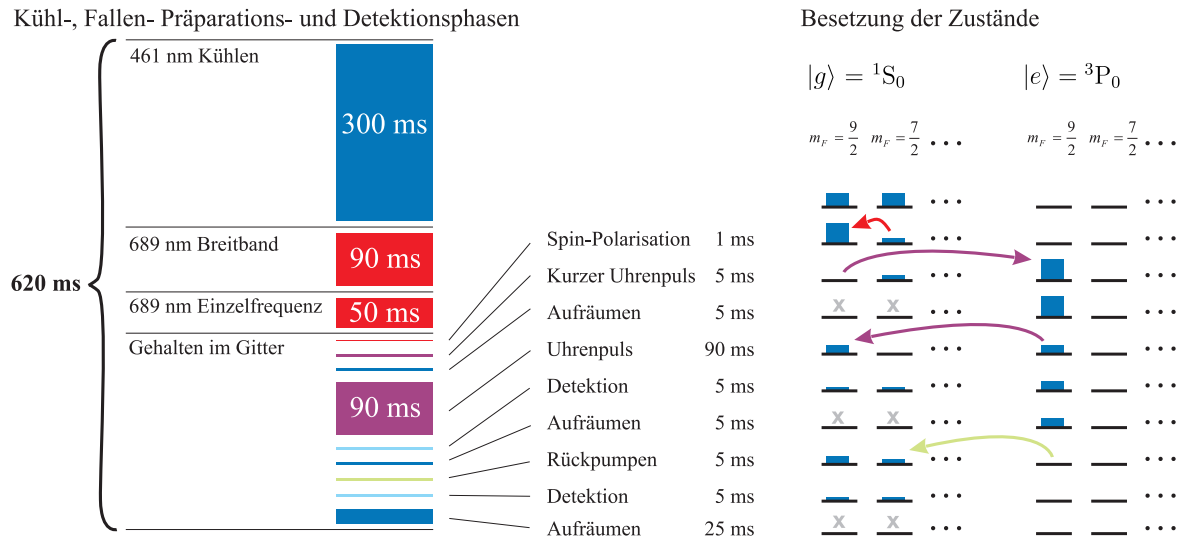 Kühl-, Fallen- Präparations- und Detektionsphasen
620 ms
461 nm Kühlen
300 ms
689 nm Breitband
90 ms
689 nm Einzelfrequenz
50 ms
Gehalten im Gitter
90 ms
Spin-Polarisation 1 ms
Kurzer Uhrenpuls 5 ms
Aufräumen 5 ms
Uhrenpuls 90 ms
Detektion 5 ms
Aufräumen 5 ms
Rückpumpen 5 ms
Detektion 5 ms
Aufräumen 25 ms
Besetzung der Zustände
|g⟩ = ¹S₀ |e⟩ = ³P₀
m_F = 9/2 m_F = 7/2 ••• m_F = 9/2 m_F = 7/2 •••
••• •••
••• •••
••• •••
x x ••• •••
••• •••
••• •••
x x ••• •••
••• •••
••• •••
x x ••• •••